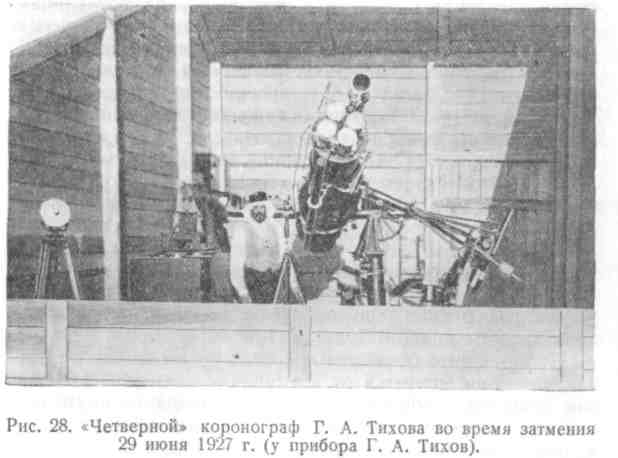 Рис. 28. «Четверной» коронограф Г. А. Тихова во время затмения
29 июня 1927 г. (у прибора Г. А. Тихов).